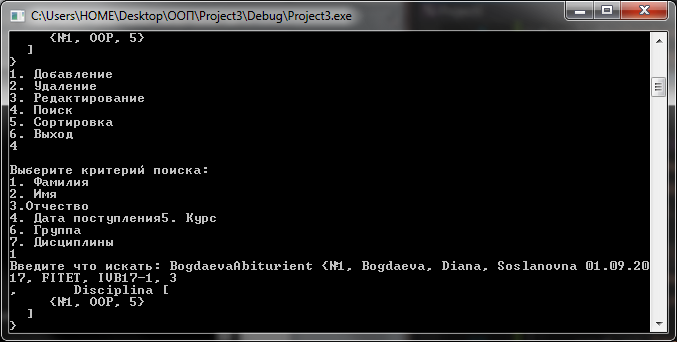 C:\Users\HOME\Desktop\ООП\Project3\Debug\Project3.exe
{№1, OOP, 5}
]
}
1. Добавление
2. Удаление
3. Редактирование
4. Поиск
5. Сортировка
6. Выход
4
Выберите критерий поиска:
1. Фамилия
2. Имя
3.Отчество
4. Дата поступления5. Курс
6. Группа
7. Дисциплины
1
Введите что искать: BogdaevaAbiturient {№1, Bogdaeva, Diana, Soslanovna 01.09.20
17, FITET, IVB17-1, 3
,       Disciplina [
{№1, OOP, 5}
]
}